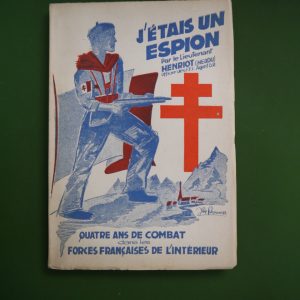 J'ÉTAIS UN
ESPION
Par le Lieutenant
HENRIOT
QUATRE ANS DE COMBAT
dans les
FORCES FRANÇAISES DE L'INTÉRIEUR